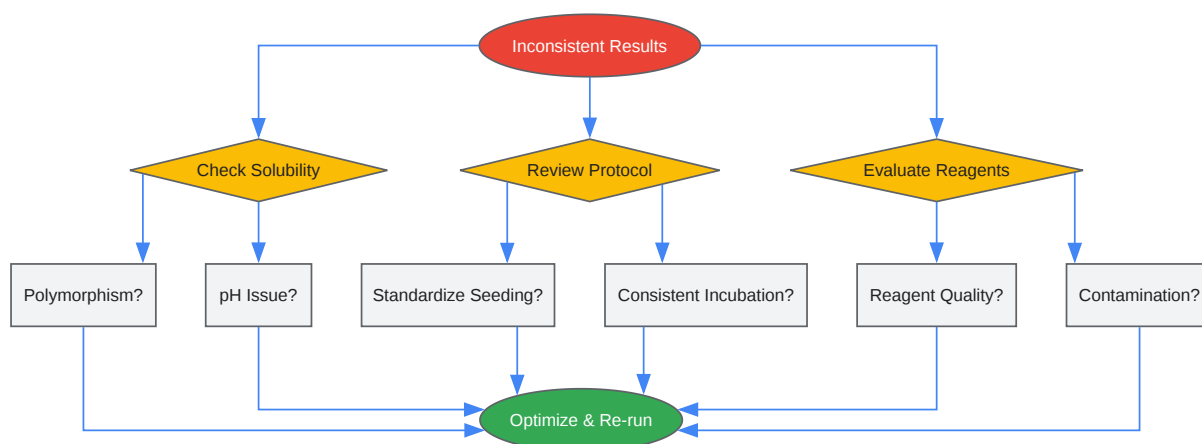 Inconsistent Results
Check Solubility
Review Protocol
Evaluate Reagents
Polymorphism?
pH Issue?
Standardize Seeding?
Consistent Incubation?
Reagent Quality?
Contamination?
Optimize & Re-run